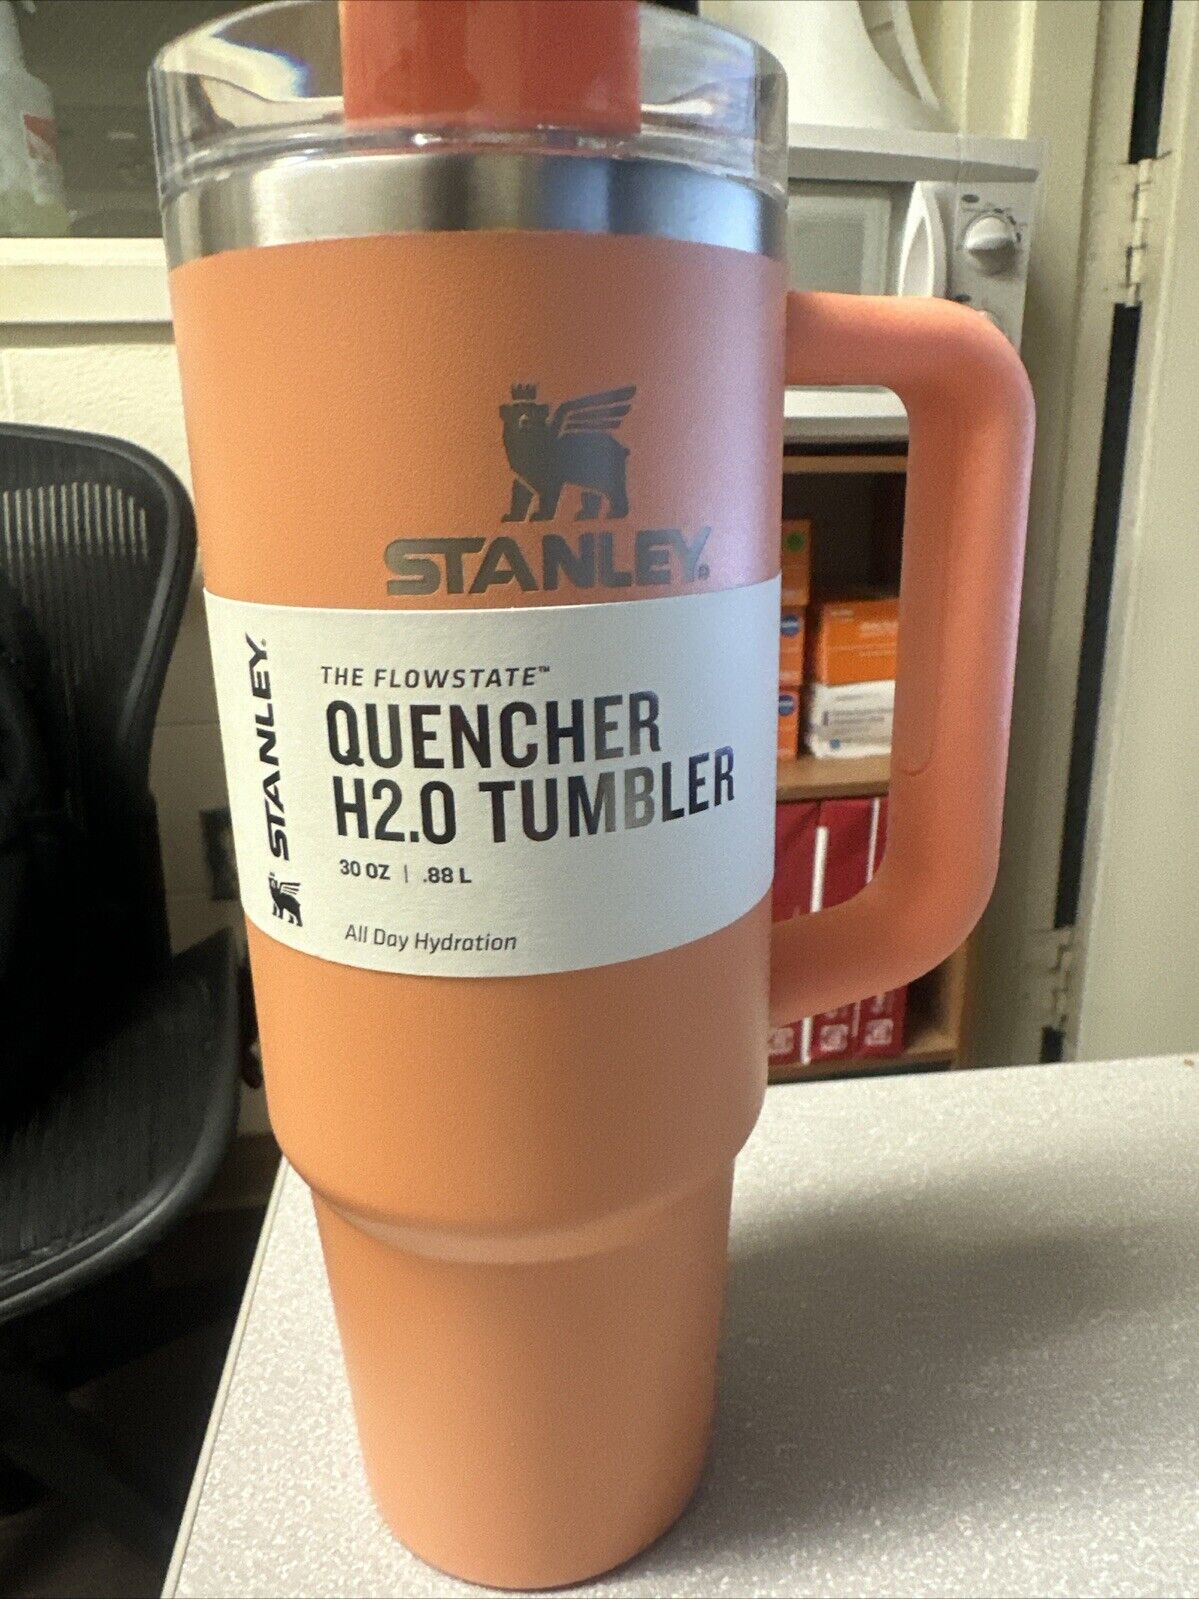 STANLEY®
STANLEY®
THE FLOWSTATE™
QUENCHER
H2.0 TUMBLER
30 OZ | .88 L
All Day Hydration